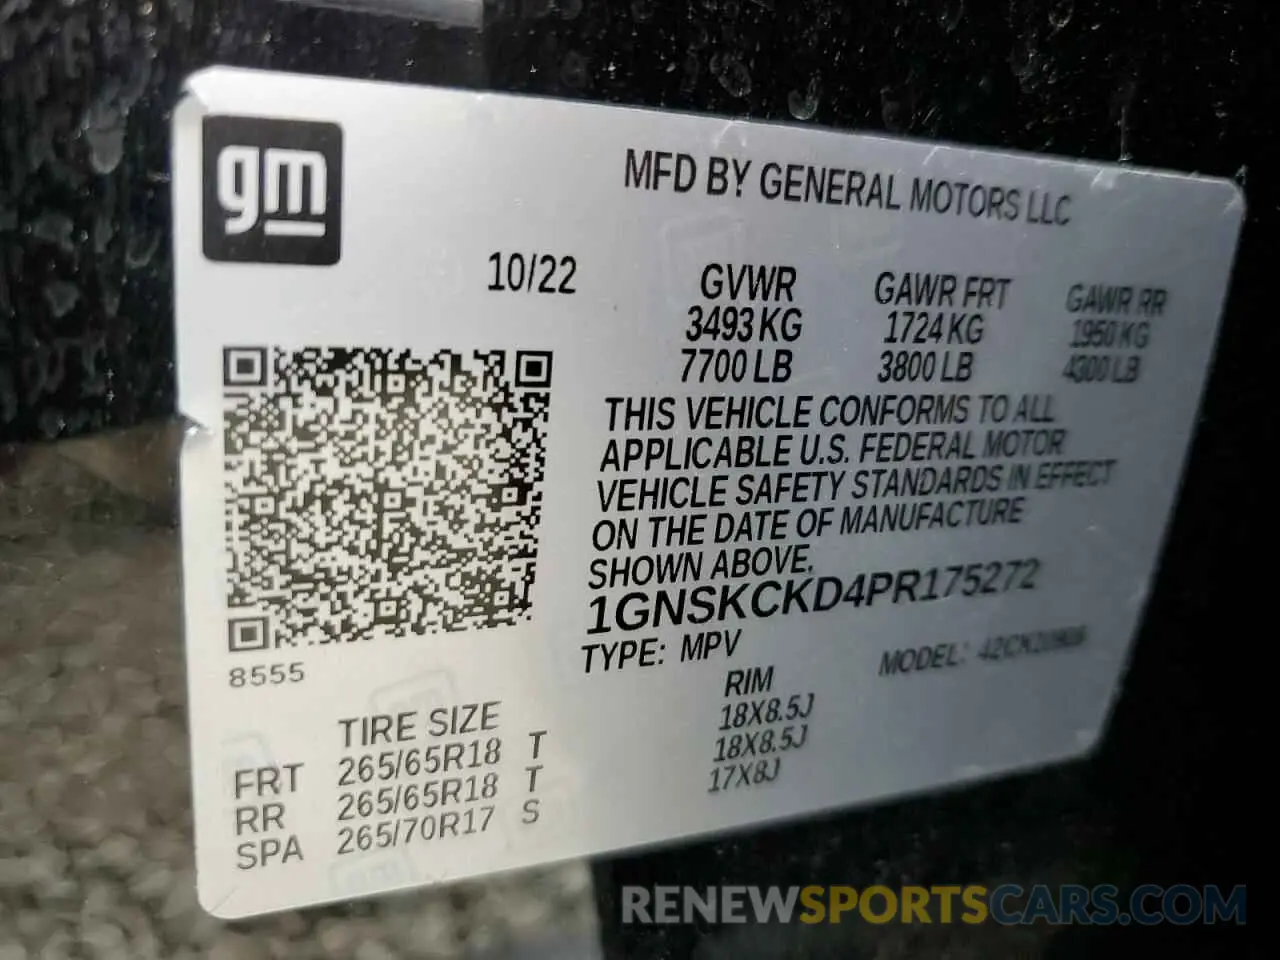 gm
MFD BY GENERAL MOTORS LLC
10/22
GVWR GAWR FRT GAWR RR
3493 KG 1724 KG 1950 KG
7700 LB 3800 LB 4300 LB
THIS VEHICLE CONFORMS TO ALL
APPLICABLE U.S. FEDERAL MOTOR
VEHICLE SAFETY STANDARDS IN EFFECT
ON THE DATE OF MANUFACTURE
SHOWN ABOVE.
1GNSKCKD4PR175272
TYPE: MPV MODEL:
8555
TIRE SIZE RIM
FRT 265/65R18 T 18X8.5J
RR 265/65R18 T 18X8.5J
SPA 265/70R17 S 17X8J
RENEWSPORTSCARS.COM